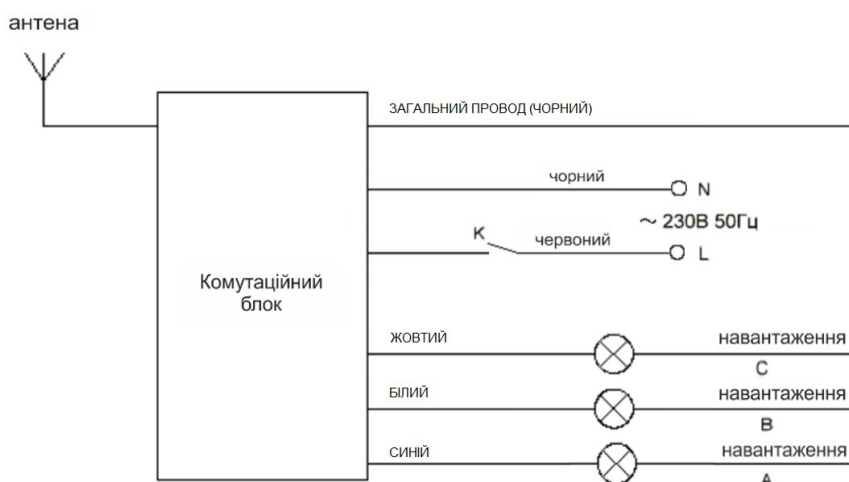 антена
ЗАГАЛЬНИЙ ПРОВОД (ЧОРНИЙ)
чорний
N
~ 230В 50Гц
К
червоний
L
Комутаційний
блок
ЖОВТИЙ
навантаження
С
БІЛИЙ
навантаження
В
СИНІЙ
навантаження
А